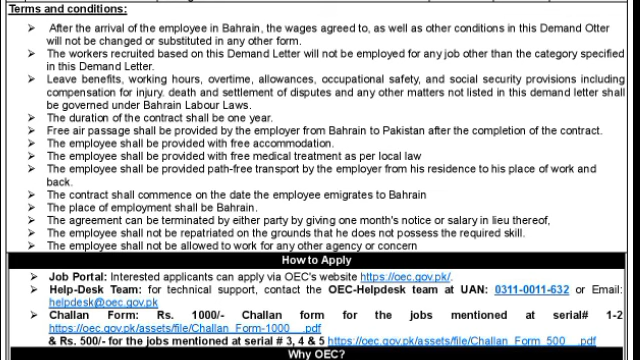 Terms and conditions:
➢ After the arrival of the employee in Bahrain, the wages agreed to, as well as other conditions in this Demand Otter
will not be changed or substituted in any other form.
➢ The workers recruited based on this Demand Letter will not be employed for any job other than the category specified
in this Demand Letter.
➢ Leave benefits, working hours, overtime, allowances, occupational safety, and social security provisions including
compensation for injury. death and settlement of disputes and any other matters not listed in this demand letter shall
be governed under Bahrain Labour Laws.
➢ The duration of the contract shall be one year.
➢ Free air passage shall be provided by the employer from Bahrain to Pakistan after the completion of the contract.
➢ The employee shall be provided with free accommodation.
➢ The employee shall be provided with free medical treatment as per local law
➢ The employee shall be provided path-free transport by the employer from his residence to his place of work and
back.
➢ The contract shall commence on the date the employee emigrates to Bahrain
➢ The place of employment shall be Bahrain.
➢ The agreement can be terminated by either party by giving one month's notice or salary in lieu thereof,
➢ The employee shall not be repatriated on the grounds that he does not possess the required skill.
➢ The employee shall not be allowed to work for any other agency or concern
How to Apply
➢ Job Portal: Interested applicants can apply via OEC's website https://oec.gov.pk/.
➢ Help-Desk Team: for technical support, contact the OEC-Helpdesk team at UAN: 0311-0011-632 or Email:
helpdesk@oec.gov.pk
➢ Challan Form: Rs. 1000/- Challan form for the jobs mentioned at serial# 1-2
https://oec.gov.pk/assets/file/Challan_Form-1000__.pdf
& Rs. 500/- for the jobs mentioned at serial # 3, 4 & 5 https://oec.gov.pk/assets/file/Challan_Form_500__.pdf
Why OEC?